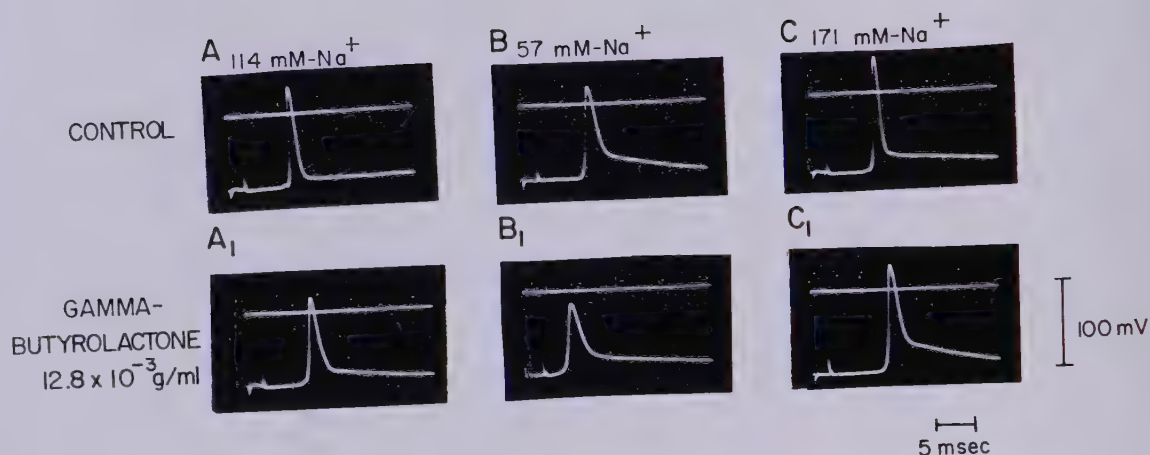 A 114 mM-Na⁺
B 57 mM-Na⁺
C 171 mM-Na⁺
CONTROL
A₁
B₁
C₁
GAMMA-
BUTYROLACTONE
12.8 x 10⁻³g/ml
100 mV
5 msec